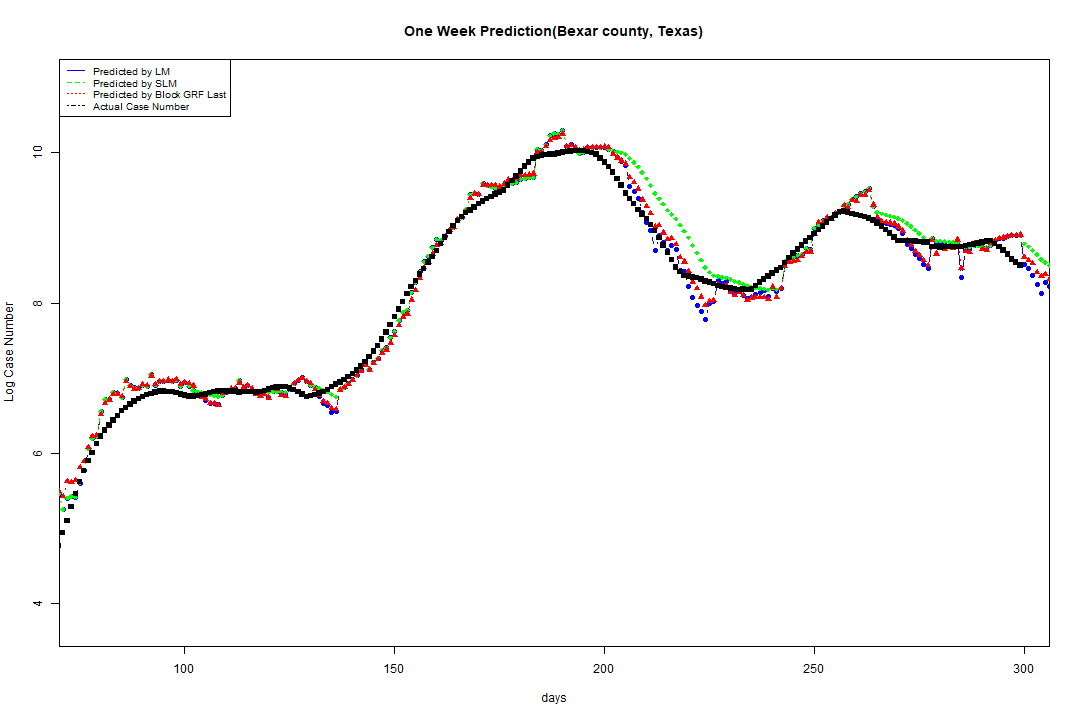 One Week Prediction(Bexar county, Texas)
Predicted by LM
Predicted by SLM
Predicted by Block GRF Last
Actual Case Number
10
8
6
4
Log Case Number
100 150 200 250 300
days